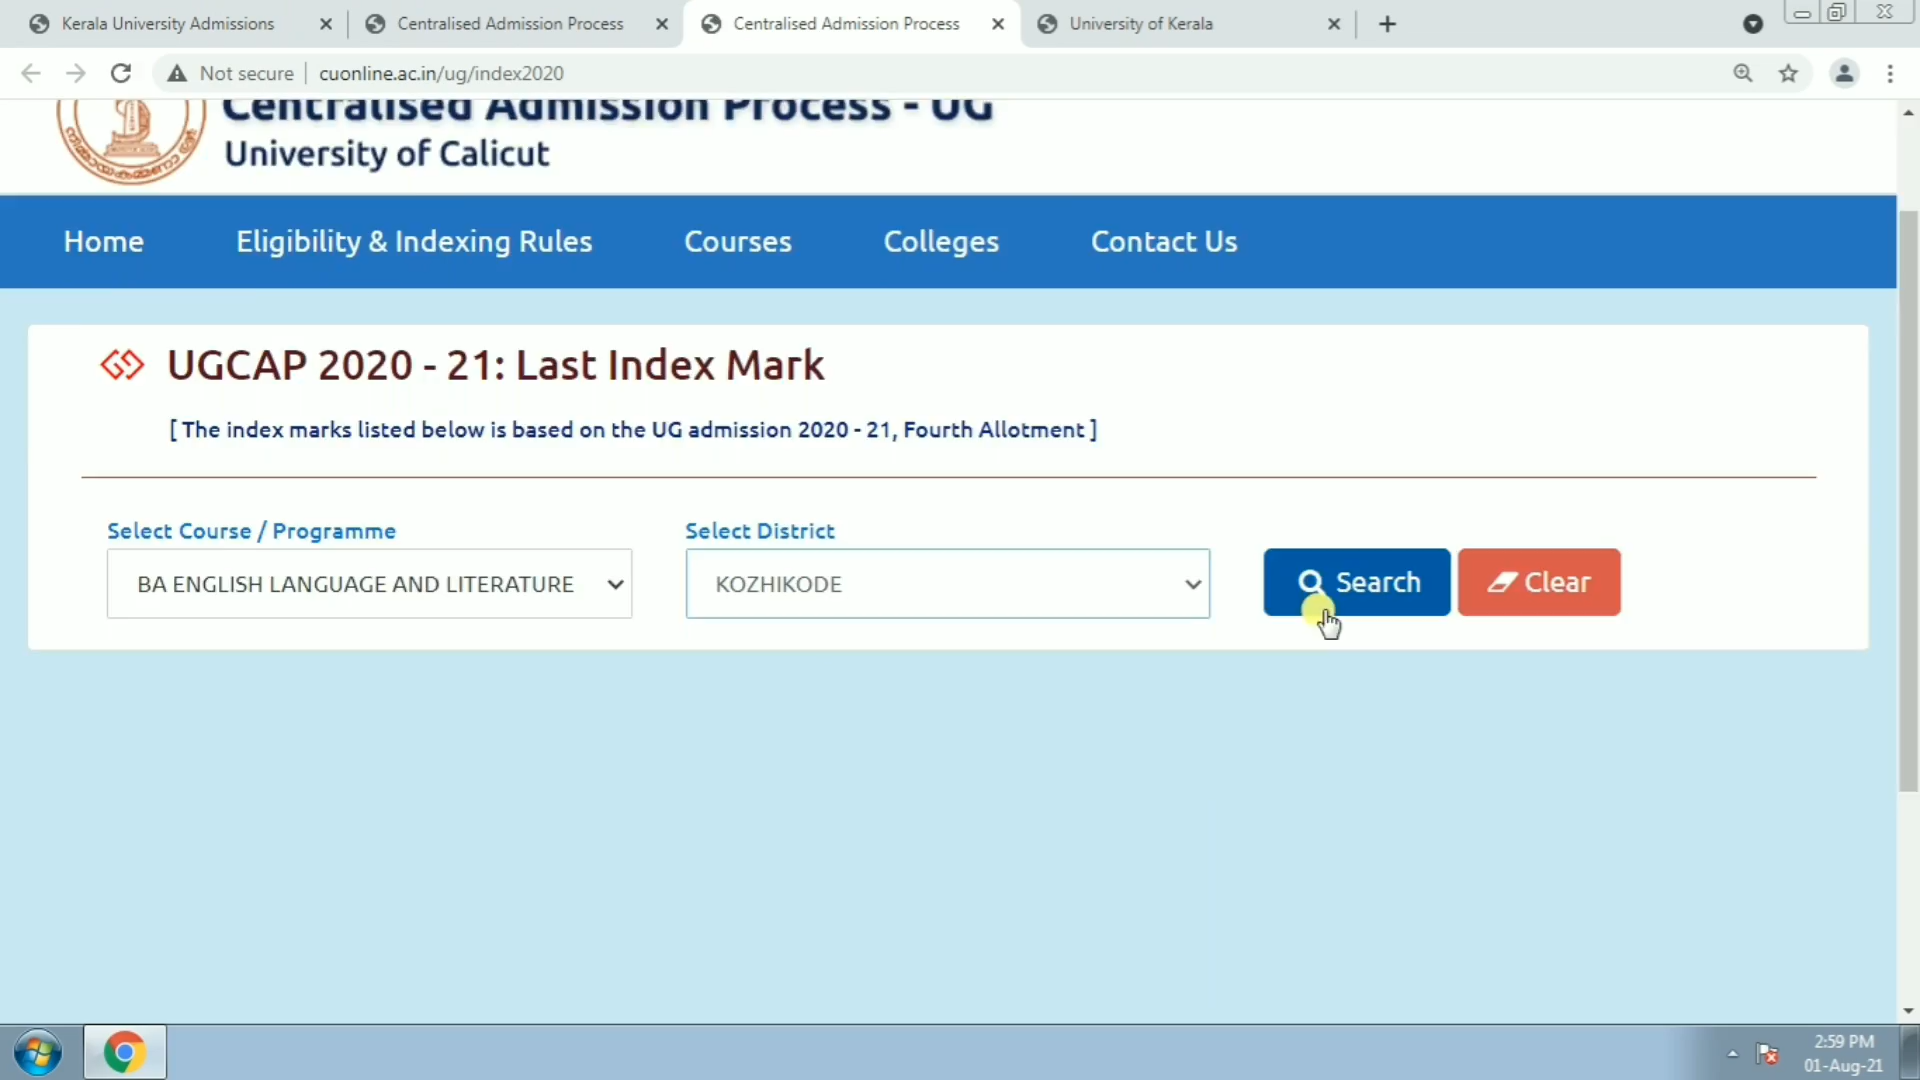 Kerala University Admissions
Centralised Admission Process
Centralised Admission Process
University of Kerala
Not secure
cuonline.ac.in/ug/index2020
Centralised Admission Process - UG
University of Calicut
Home
Eligibility & Indexing Rules
Courses
Colleges
Contact Us
UGCAP 2020 - 21: Last Index Mark
[ The index marks listed below is based on the UG admission 2020 - 21, Fourth Allotment ]
Select Course / Programme
Select District
BA ENGLISH LANGUAGE AND LITERATURE
KOZHIKODE
Search
Clear
2:59 PM
01-Aug-21